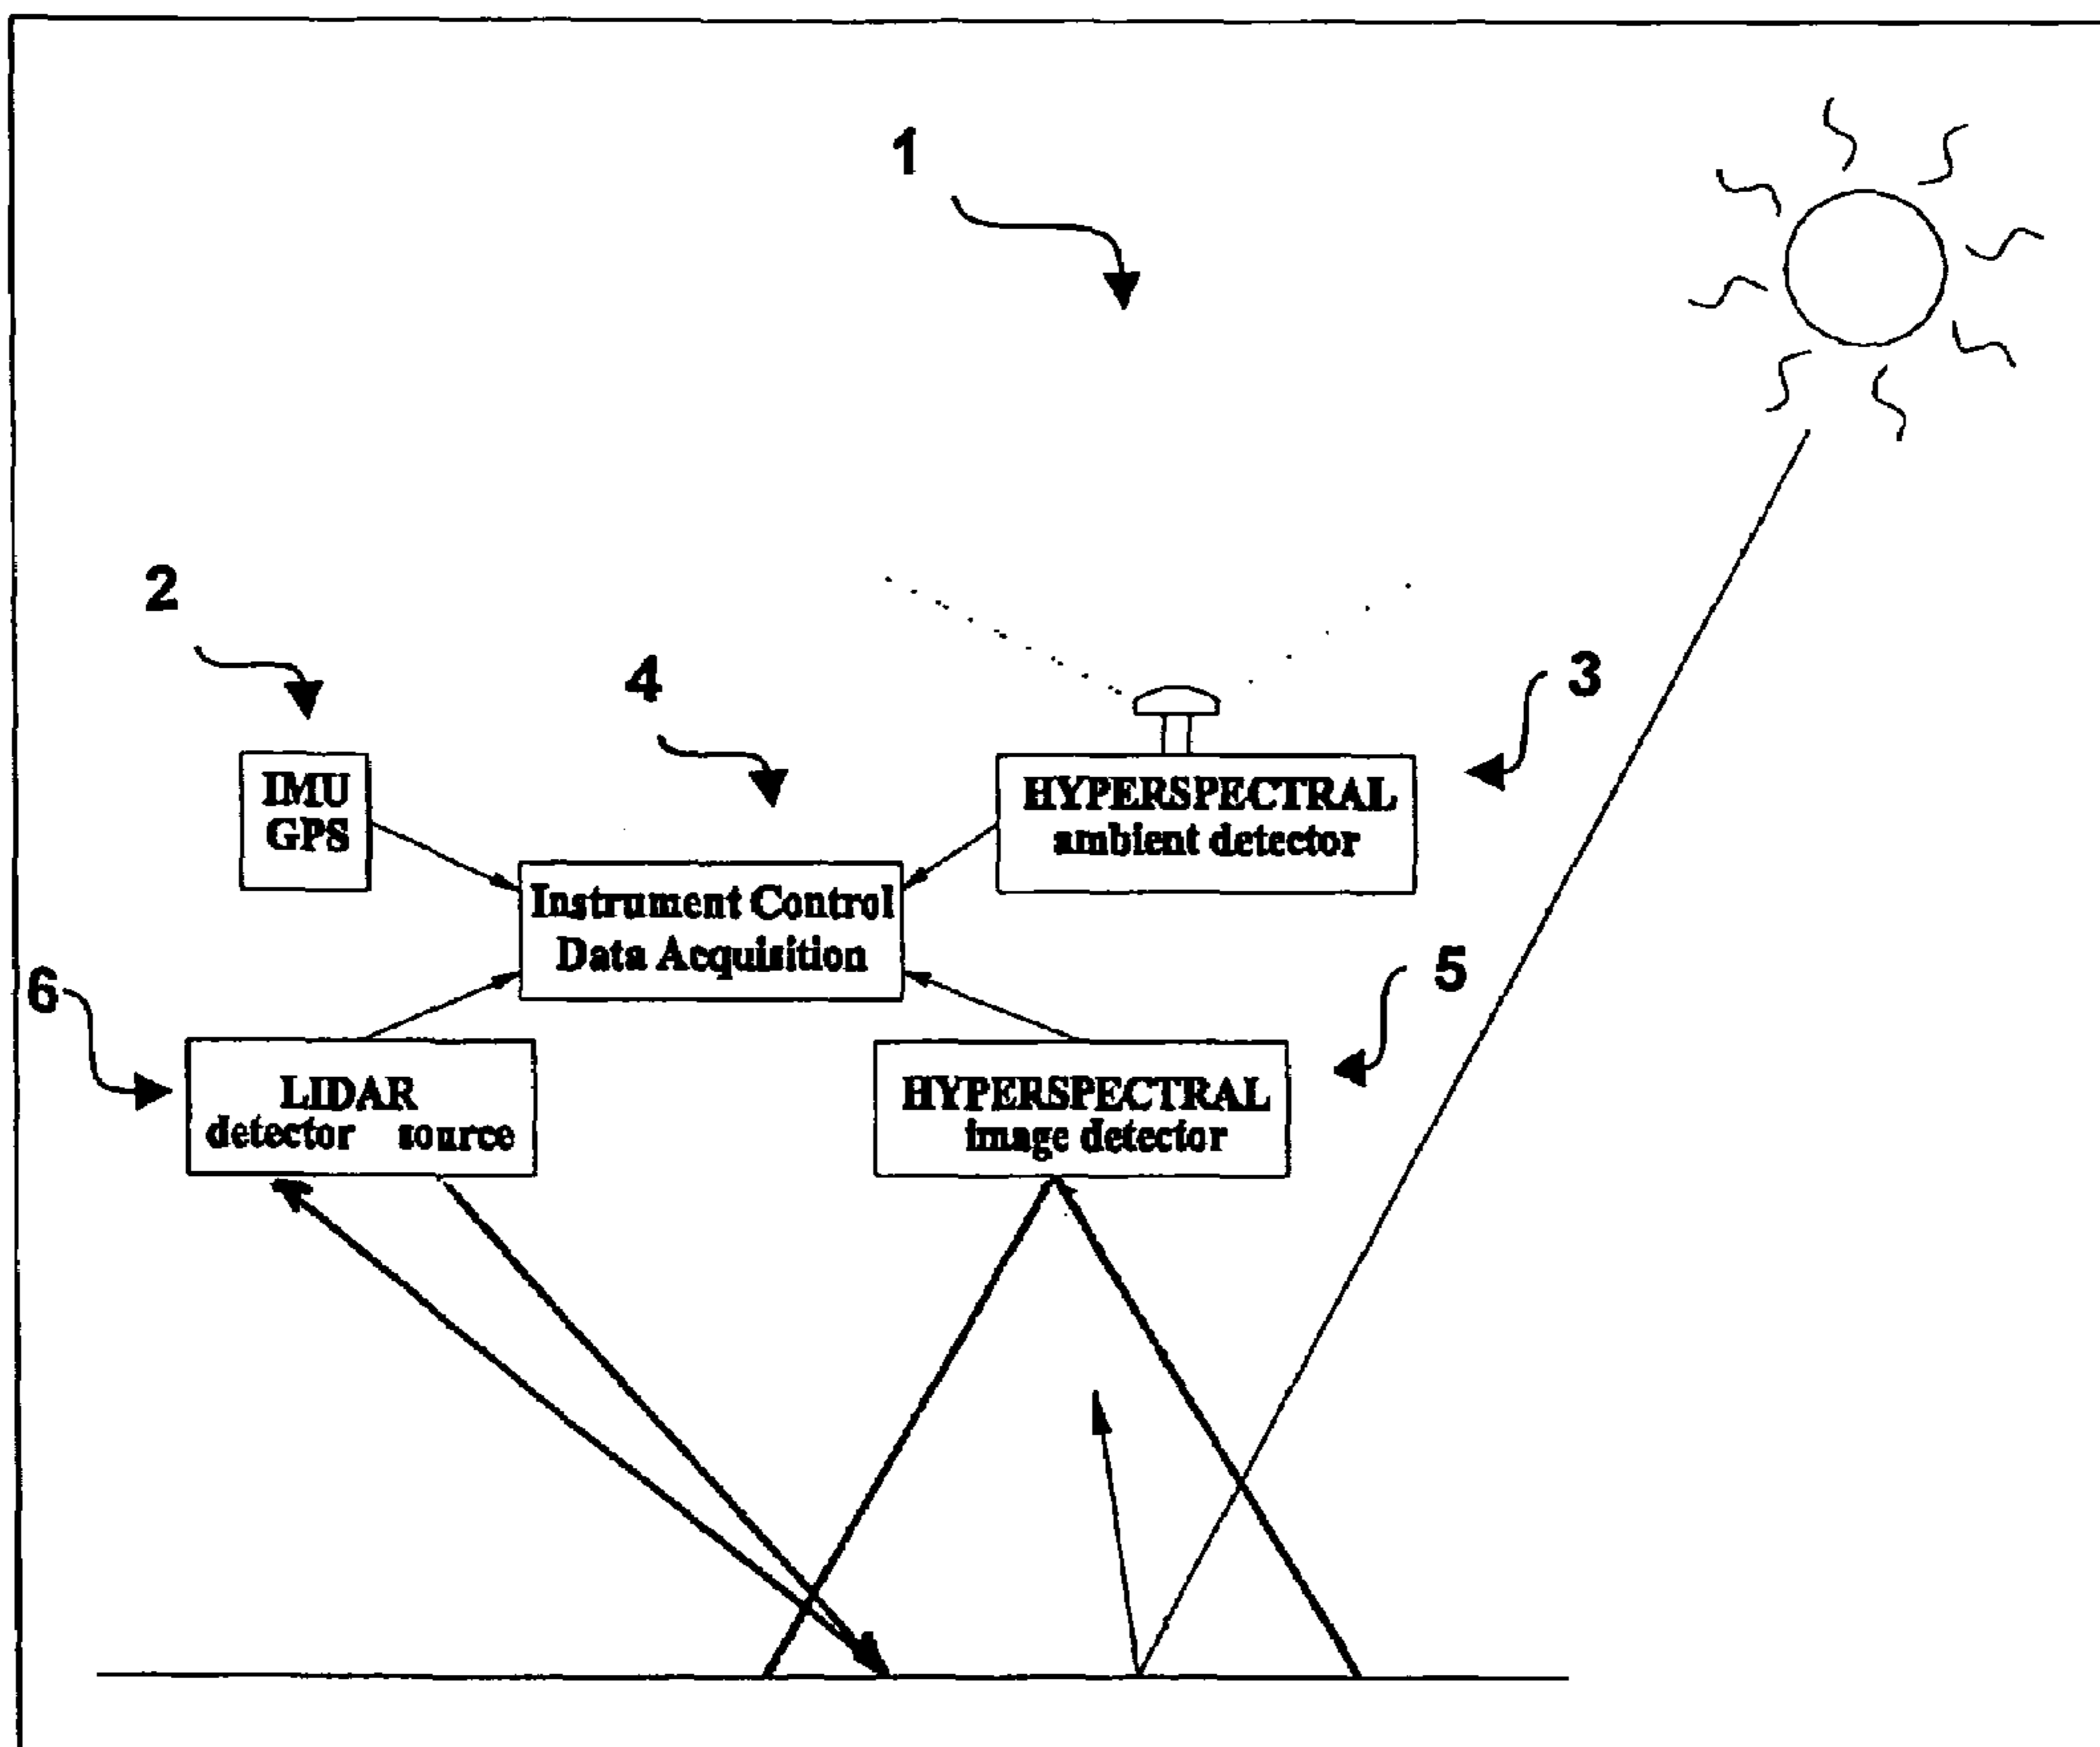 1
2
4
3
IMU
GPS
HYPERSPECTRAL
ambient detector
Instrument Control
Data Acquisition
6
5
LIDAR
detector source
HYPERSPECTRAL
image detector